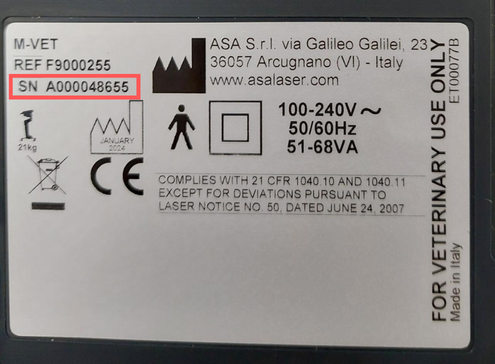 M-VET
REF F9000255
SN A000048655
21kg
JANUARY
2024
ASA S.r.l. via Galileo Galilei, 23
36057 Arcugnano (VI) - Italy
www.asalaser.com
100-240V~
50/60Hz
51-68VA
CE
COMPLIES WITH 21 CFR 1040.10 AND 1040.11
EXCEPT FOR DEVIATIONS PURSUANT TO
LASER NOTICE NO. 50, DATED JUNE 24, 2007
FOR VETERINARY USE ONLY
ET00077B
Made in Italy